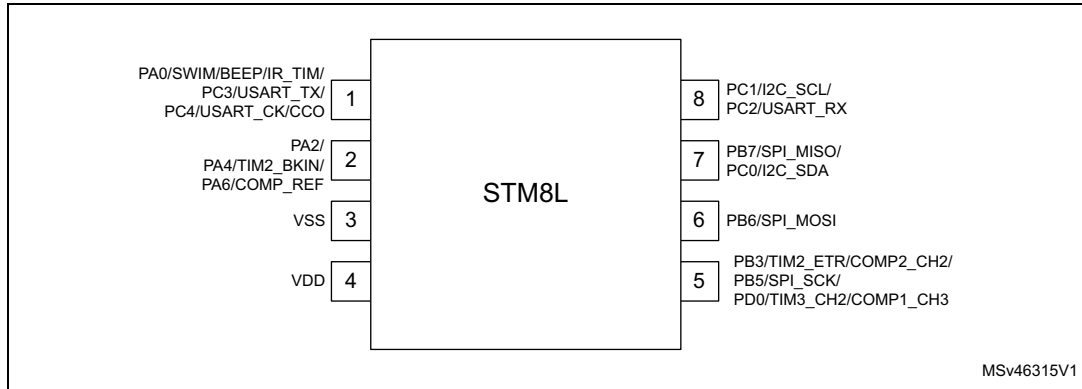 PA0/SWIM/BEEP/IR_TIM/
PC3/USART_TX/
PC4/USART_CK/CCO
1
PA2/
PA4/TIM2_BKIN/
PA6/COMP_REF
2
VSS
3
VDD
4
STM8L
8
PC1/I2C_SCL/
PC2/USART_RX
7
PB7/SPI_MISO/
PC0/I2C_SDA
6
PB6/SPI_MOSI
5
PB3/TIM2_ETR/COMP2_CH2/
PB5/SPI_SCK/
PD0/TIM3_CH2/COMP1_CH3
MSv46315V1